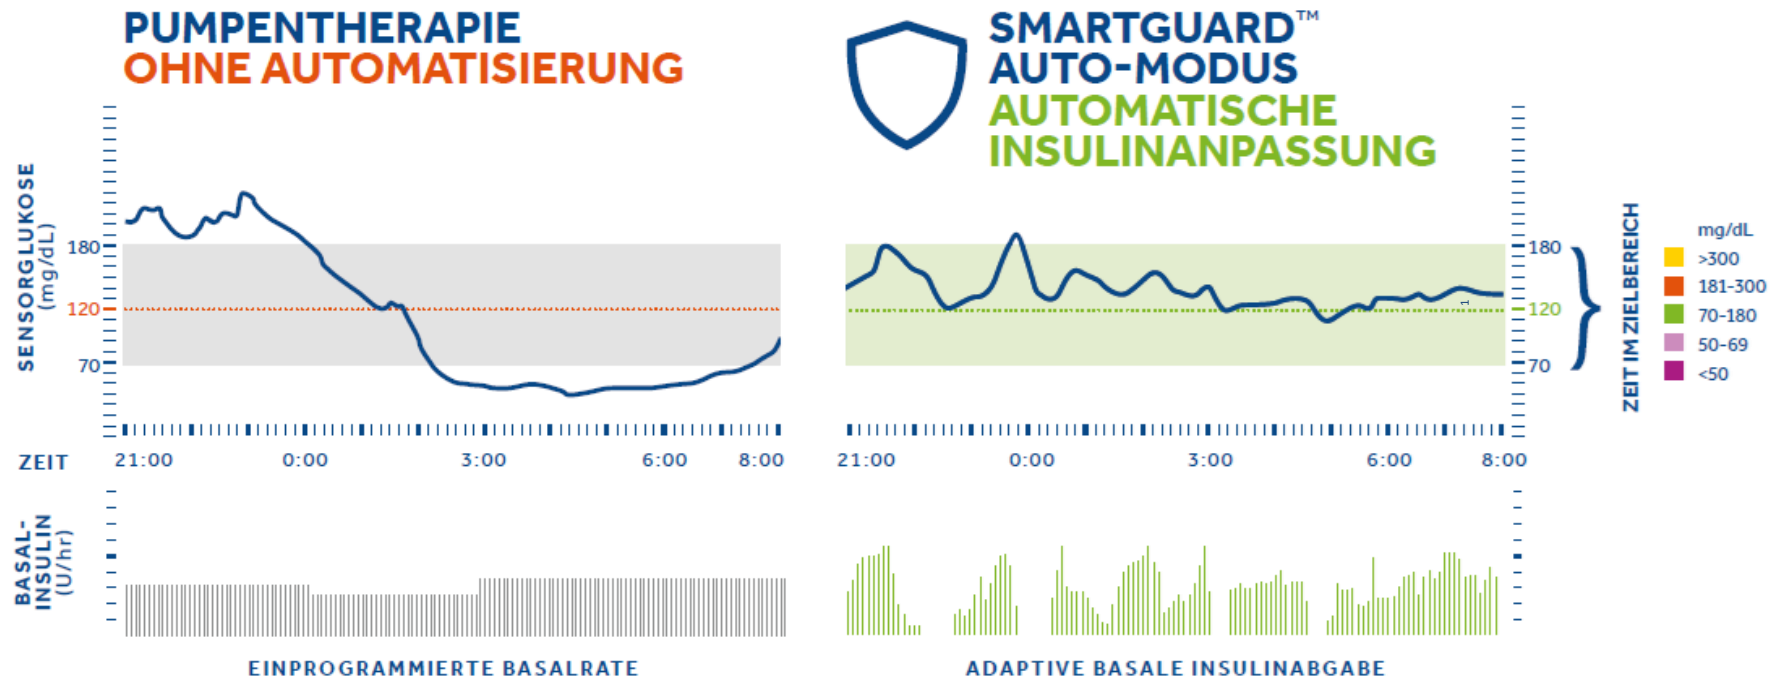 PUMPENTHERAPIE
OHNE AUTOMATISIERUNG
SENSORGLUKOSE
(mg/dL)
180
120
70
ZEIT
21:00 0:00 3:00 6:00 8:00
BASAL-
INSULIN
(U/hr)
EINPROGRAMMIERTE BASALRATE
SMARTGUARD™
AUTO-MODUS
AUTOMATISCHE
INSULINANPASSUNG
1
180
120
70
21:00 0:00 3:00 6:00 8:00
ADAPTIVE BASALE INSULINABGABE
ZEIT IM ZIELBEREICH
mg/dL
>300
181-300
70-180
50-69
<50